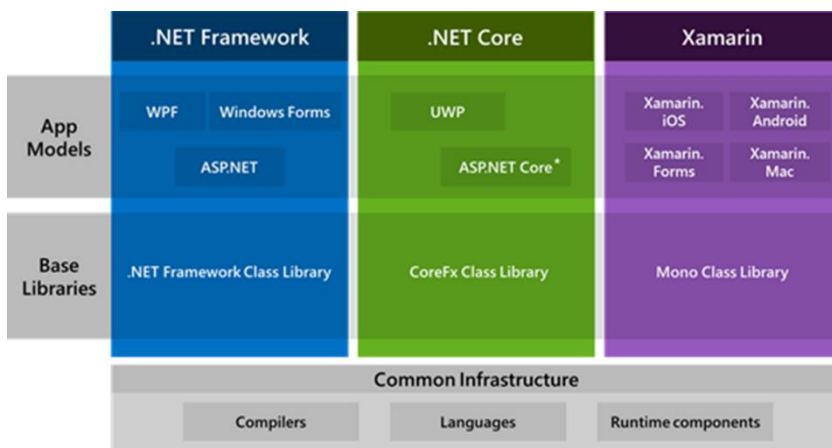 .NET Framework
.NET Core
Xamarin
App
Models
WPF
Windows Forms
ASP.NET
UWP
ASP.NET Core*
Xamarin.
iOS
Xamarin.
Android
Xamarin.
Forms
Xamarin.
Mac
Base
Libraries
.NET Framework Class Library
CoreFx Class Library
Mono Class Library
Common Infrastructure
Compilers
Languages
Runtime components